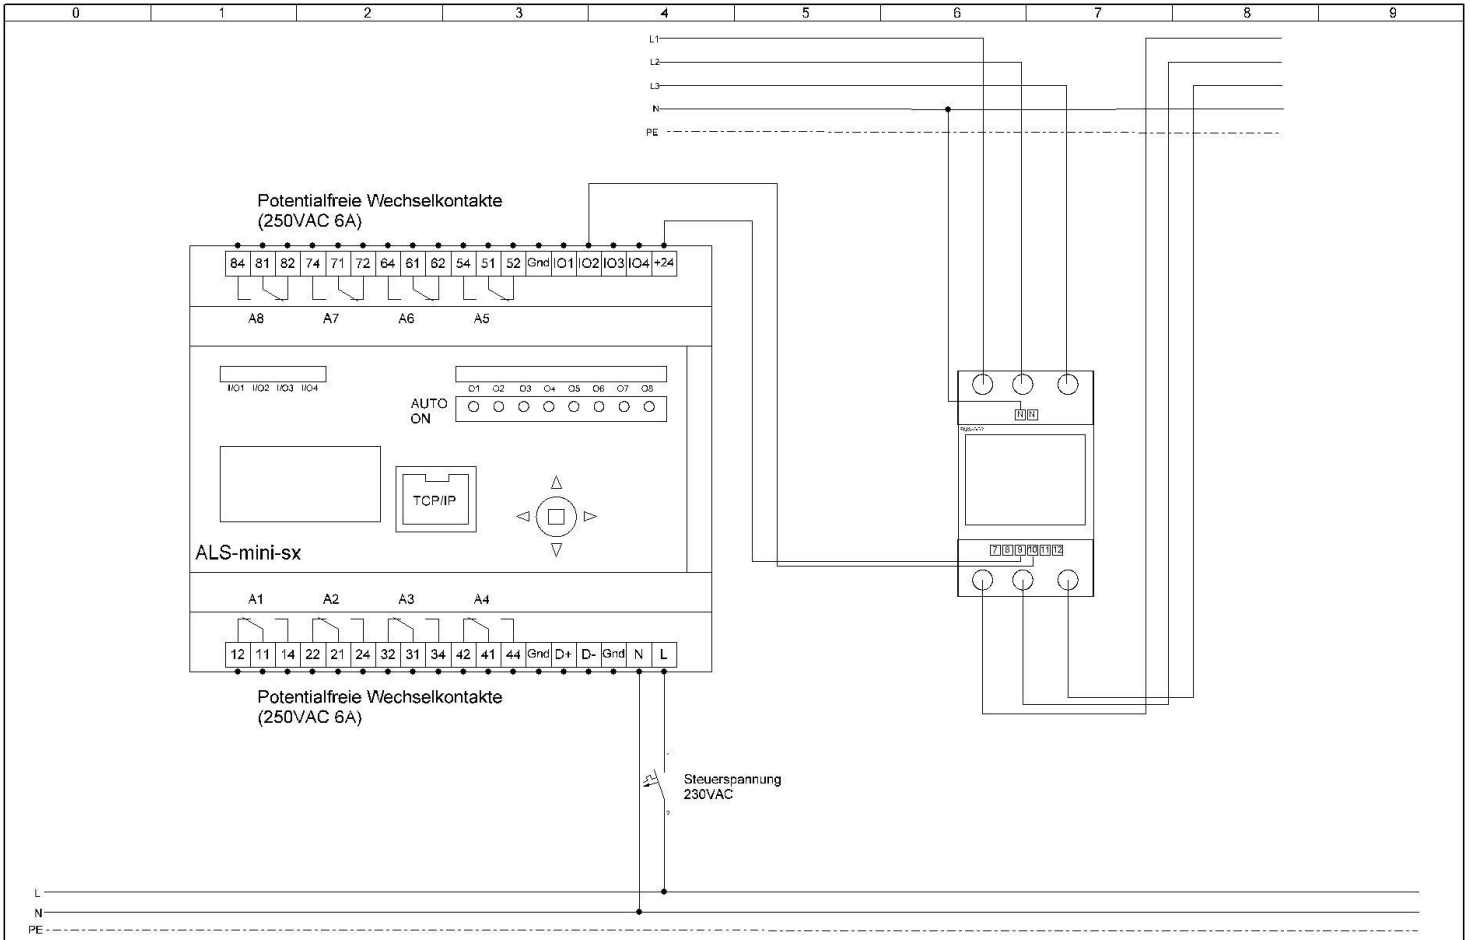 0 1 2 3 4 5 6 7 8 9
L1
L2
L3
N
PE
Potentialfreie Wechselkontakte
(250VAC 6A)
84 81 82 74 71 72 64 61 62 54 51 52 Gnd IO1 IO2 IO3 IO4 +24
A8 A7 A6 A5
I/O1 I/O2 I/O3 I/O4
O1 O2 O3 O4 O5 O6 O7 O8
AUTO
ON
N N
TCP/IP
ALS-mini-sx
7 8 9 10 11 12
A1 A2 A3 A4
12 11 14 22 21 24 32 31 34 42 41 44 Gnd D+ D- Gnd N L
Potentialfreie Wechselkontakte
(250VAC 6A)
Steuerspannung
230VAC
L
N
PE